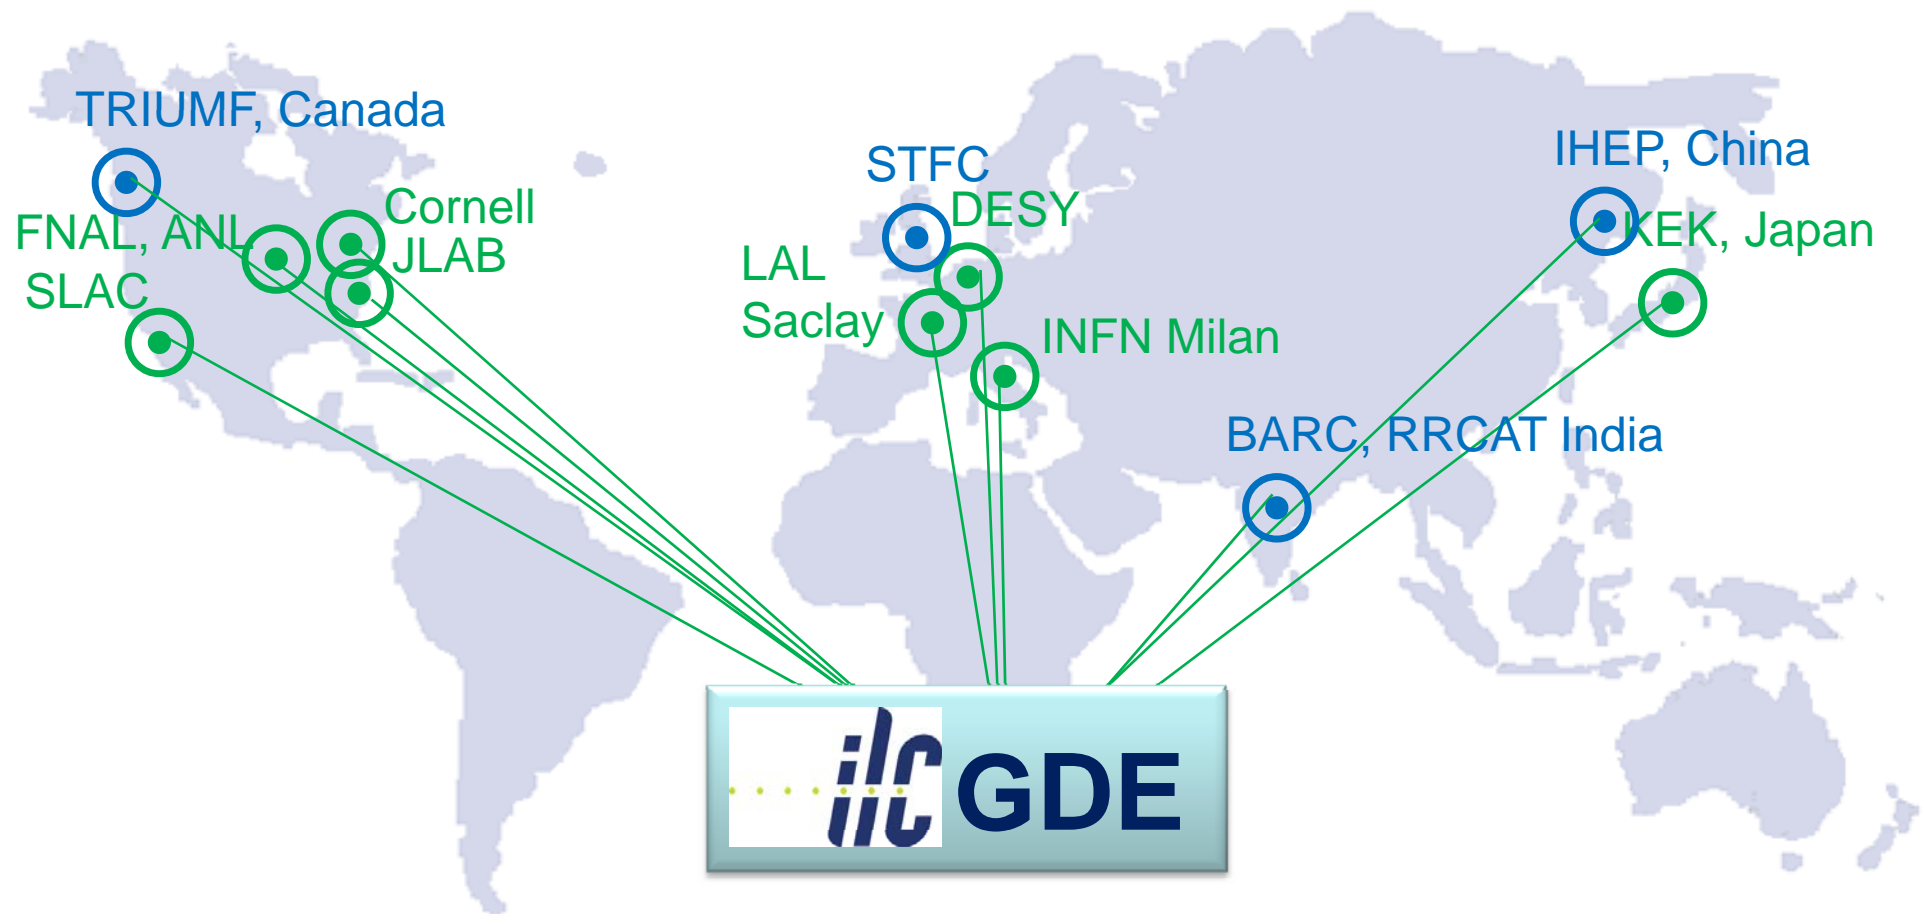 TRIUMF, Canada
FNAL, ANL
SLAC
Cornell
JLAB
STFC
DESY
LAL
Saclay
INFN Milan
IHEP, China
KEK, Japan
BARC, RRCAT India
ilc GDE